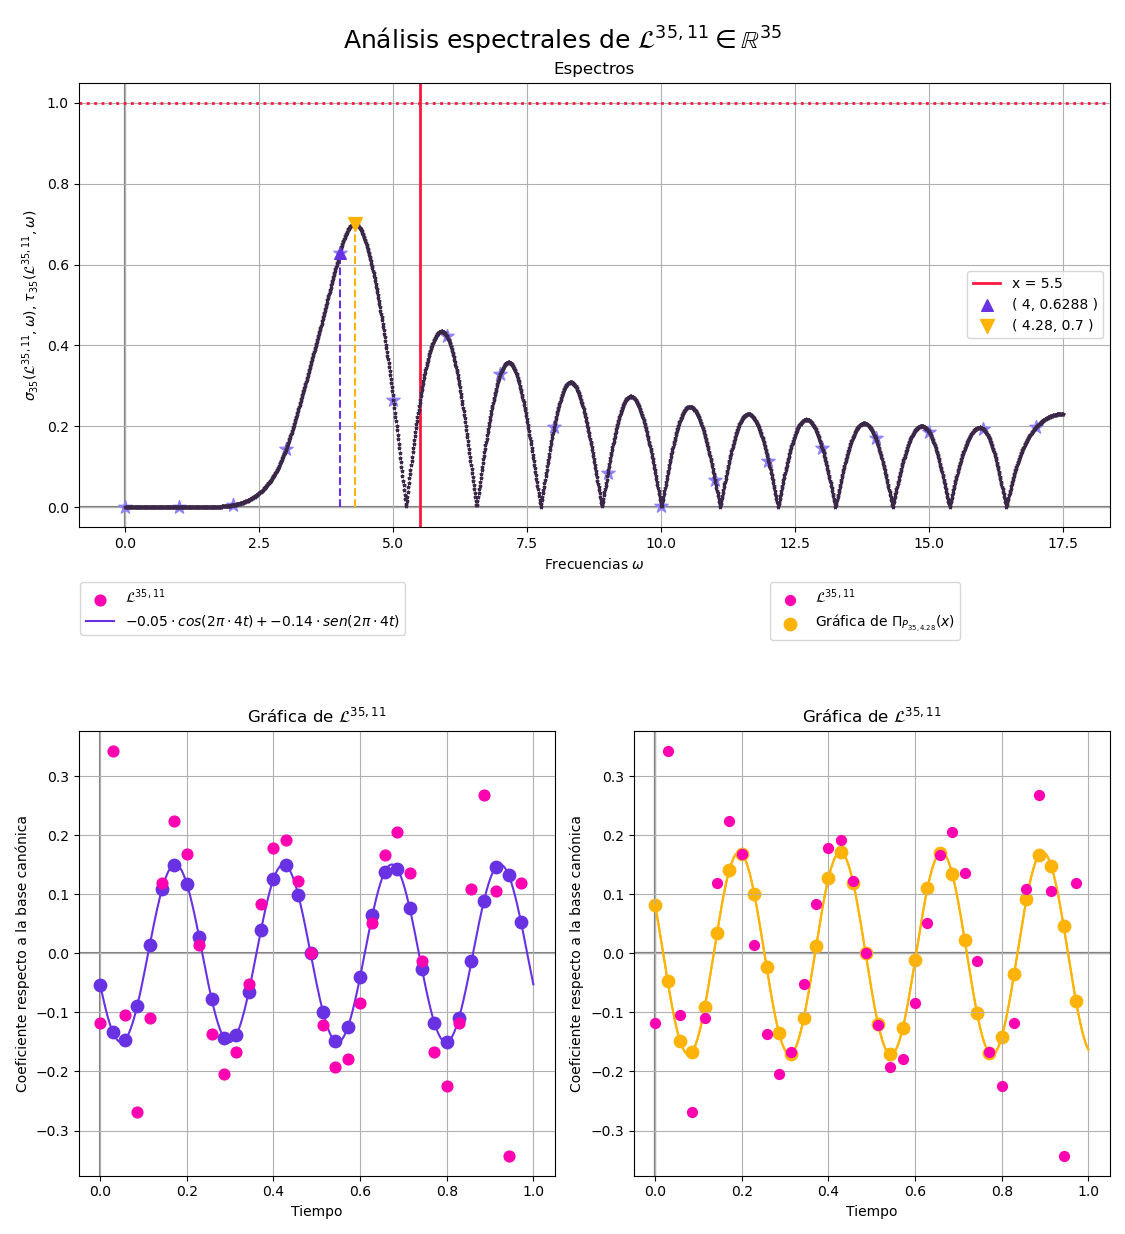 Análisis espectrales de 𝓛^{35,11} ∈ ℝ^{35}
Espectros
1.0
0.8
0.6
0.4
0.2
0.0
σ_{35}(𝓛^{35,11}, ω), τ_{35}(𝓛^{35,11}, ω)
x = 5.5
( 4, 0.6288 )
( 4.28, 0.7 )
0.0 2.5 5.0 7.5 10.0 12.5 15.0 17.5
Frecuencias ω
𝓛^{35,11}
−0.05 · cos(2π · 4t) + −0.14 · sen(2π · 4t)
𝓛^{35,11}
Gráfica de Π_{P_{35,4.28}}(x)
Gráfica de 𝓛^{35,11}
0.3
0.2
0.1
0.0
−0.1
−0.2
−0.3
Coeficiente respecto a la base canónica
0.0 0.2 0.4 0.6 0.8 1.0
Tiempo
Gráfica de 𝓛^{35,11}
0.3
0.2
0.1
0.0
−0.1
−0.2
−0.3
Coeficiente respecto a la base canónica
0.0 0.2 0.4 0.6 0.8 1.0
Tiempo